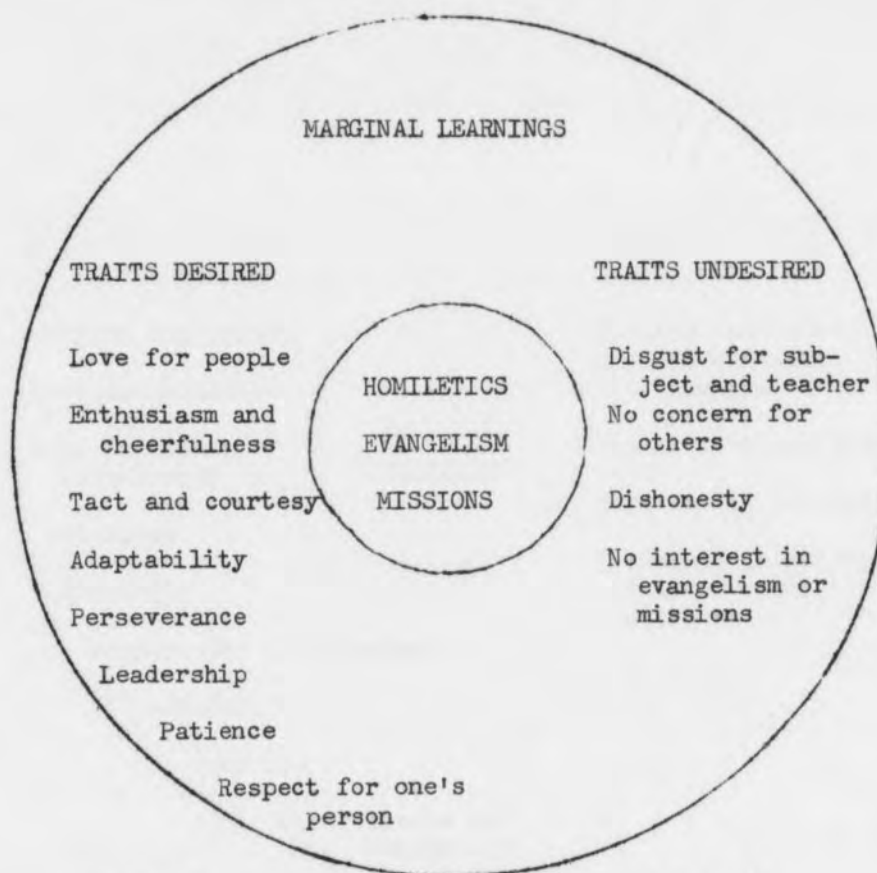 MARGINAL LEARNINGS
TRAITS DESIRED
Love for people
Enthusiasm and
cheerfulness
Tact and courtesy
Adaptability
Perseverance
Leadership
Patience
Respect for one's
person
HOMILETICS
EVANGELISM
MISSIONS
TRAITS UNDESIRED
Disgust for sub-
ject and teacher
No concern for
others
Dishonesty
No interest in
evangelism or
missions